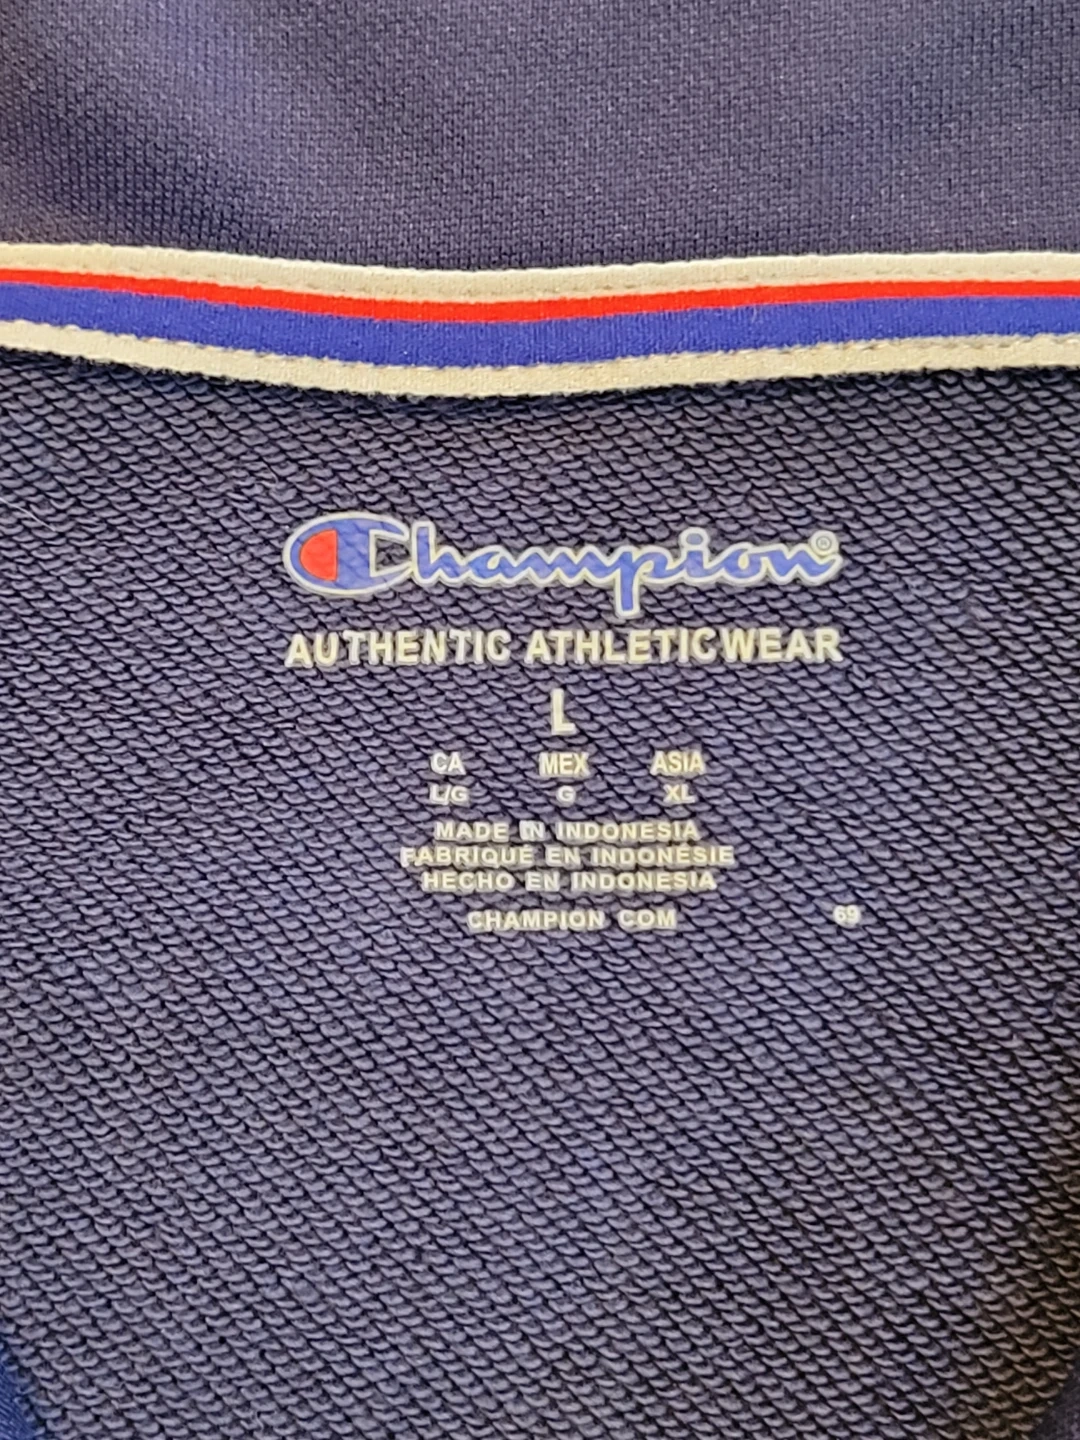 Champion®
AUTHENTIC ATHLETICWEAR
L
CA MEX ASIA
L/G G XL
MADE IN INDONESIA
FABRIQUÉ EN INDONÉSIE
HECHO EN INDONESIA
CHAMPION COM 69